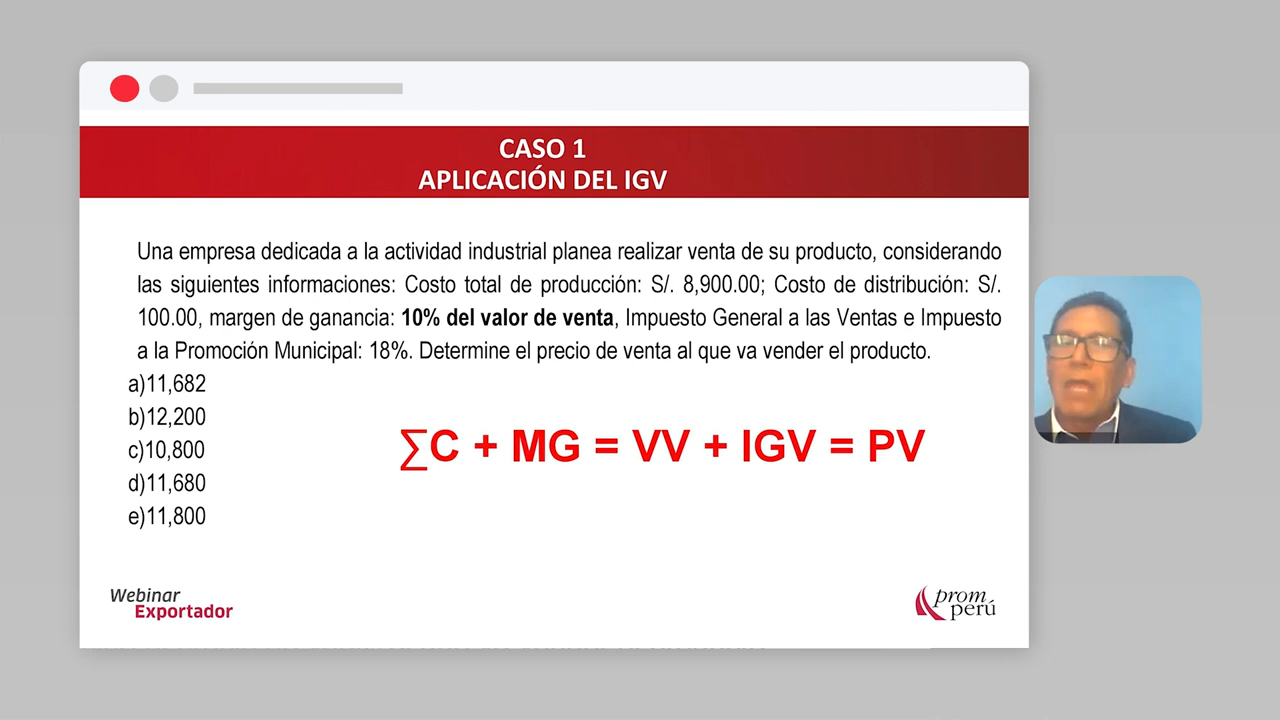 CASO 1
APLICACIÓN DEL IGV
Una empresa dedicada a la actividad industrial planea realizar venta de su producto, considerando
las siguientes informaciones: Costo total de producción: S/. 8,900.00; Costo de distribución: S/.
100.00, margen de ganancia: 10% del valor de venta, Impuesto General a las Ventas e Impuesto
a la Promoción Municipal: 18%. Determine el precio de venta al que va vender el producto.
a)11,682
b)12,200
c)10,800
d)11,680
e)11,800
∑C + MG = VV + IGV = PV
Webinar
Exportador
prom
perú